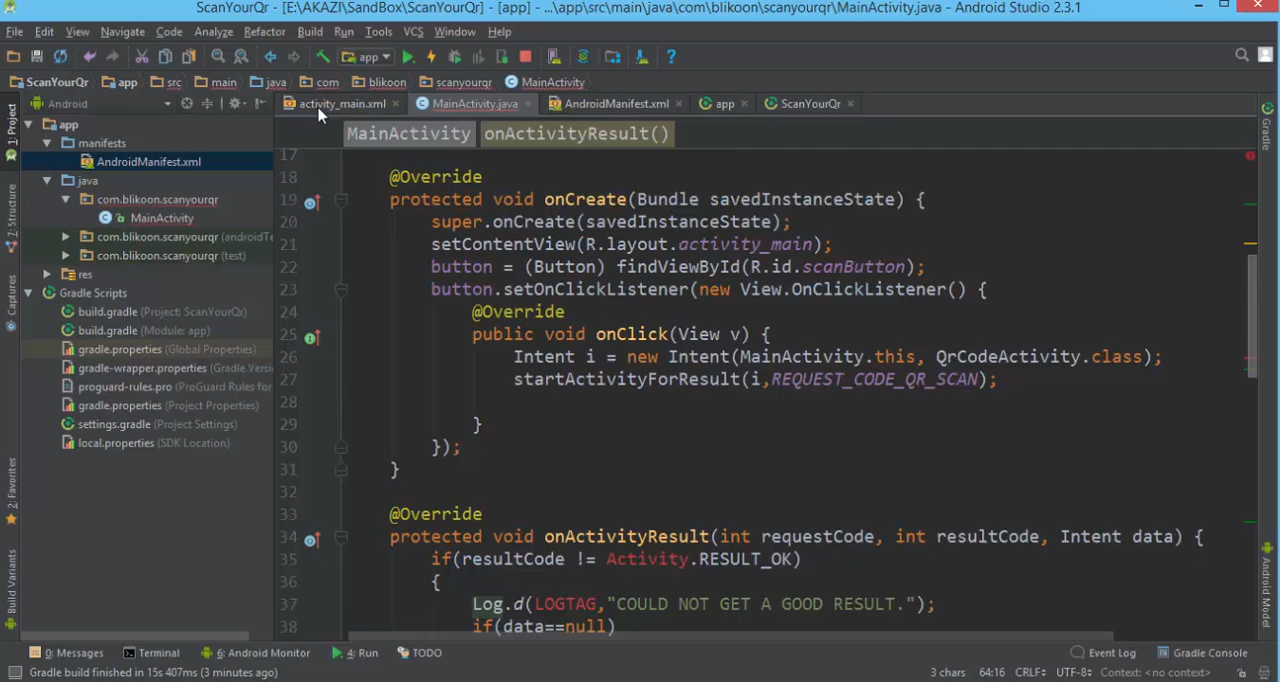 ScanYourQr - [E:\AKAZI\SandBox\ScanYourQr] - [app] - ...\app\src\main\java\com\blikoon\scanyourqr\MainActivity.java - Android Studio 2.3.1
File Edit View Navigate Code Analyze Refactor Build Run Tools VCS Window Help
app
ScanYourQr app src main java com blikoon scanyourqr MainActivity
Android
activity_main.xml MainActivity.java AndroidManifest.xml app ScanYourQr
MainActivity onActivityResult()
1: Project
7: Structure
Captures
2: Favorites
Build Variants
app
manifests
AndroidManifest.xml
java
com.blikoon.scanyourqr
MainActivity
com.blikoon.scanyourqr (androidTe
com.blikoon.scanyourqr (test)
res
Gradle Scripts
build.gradle (Project: ScanYourQr)
build.gradle (Module: app)
gradle.properties (Global Properties)
gradle-wrapper.properties (Gradle Vers
proguard-rules.pro (ProGuard Rules for
gradle.properties (Project Properties)
settings.gradle (Project Settings)
local.properties (SDK Location)
17
18 @Override
19 protected void onCreate(Bundle savedInstanceState) {
20 super.onCreate(savedInstanceState);
21 setContentView(R.layout.activity_main);
22 button = (Button) findViewById(R.id.scanButton);
23 button.setOnClickListener(new View.OnClickListener() {
24 @Override
25 public void onClick(View v) {
26 Intent i = new Intent(MainActivity.this, QrCodeActivity.class);
27 startActivityForResult(i,REQUEST_CODE_QR_SCAN);
28
29 }
30 });
31 }
32
33 @Override
34 protected void onActivityResult(int requestCode, int resultCode, Intent data) {
35 if(resultCode != Activity.RESULT_OK)
36 {
37 Log.d(LOGTAG,"COULD NOT GET A GOOD RESULT.");
38 if(data==null)
Gradle
Android Model
0: Messages Terminal 6: Android Monitor 4: Run TODO Event Log Gradle Console
Gradle build finished in 15s 407ms (3 minutes ago) 3 chars 64:16 CRLF UTF-8 Context: <no context>